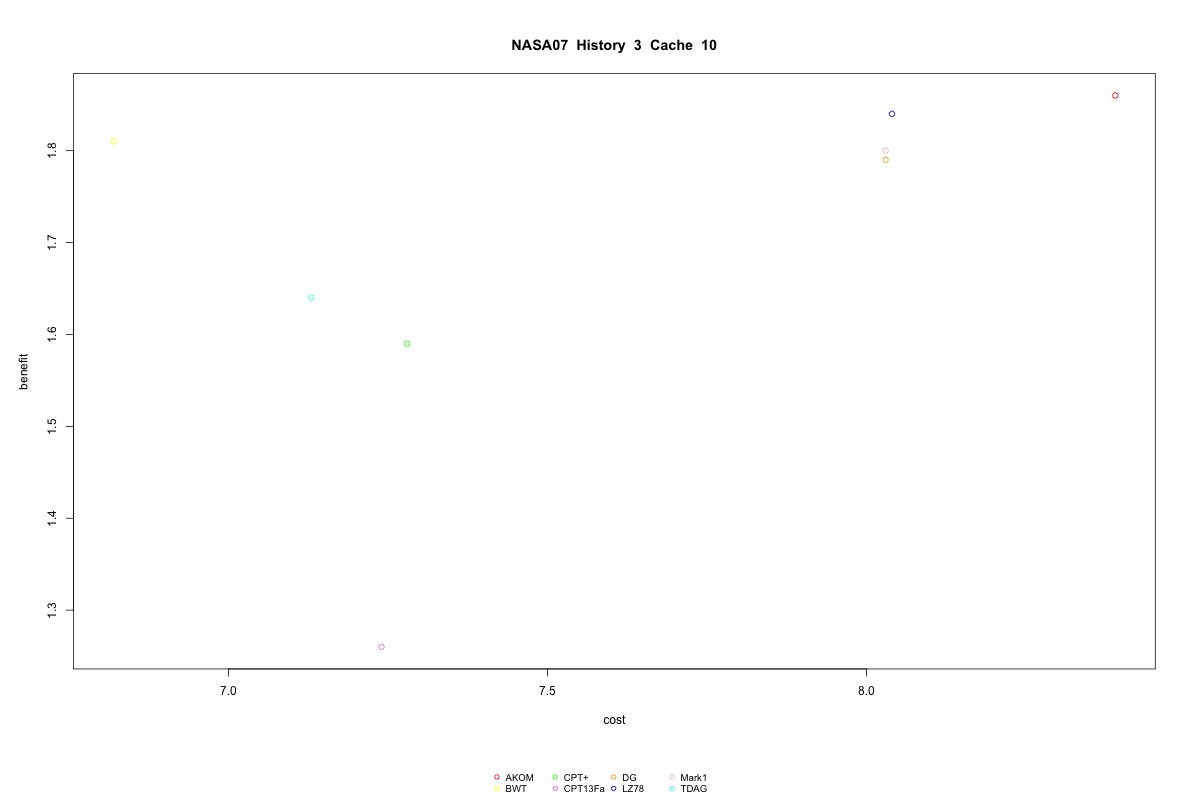 NASA07 History 3 Cache 10
1.8
1.7
1.6
1.5
1.4
1.3
benefit
7.0 7.5 8.0
cost
AKOM CPT+ DG Mark1
BWT CPT13Fa LZ78 TDAG